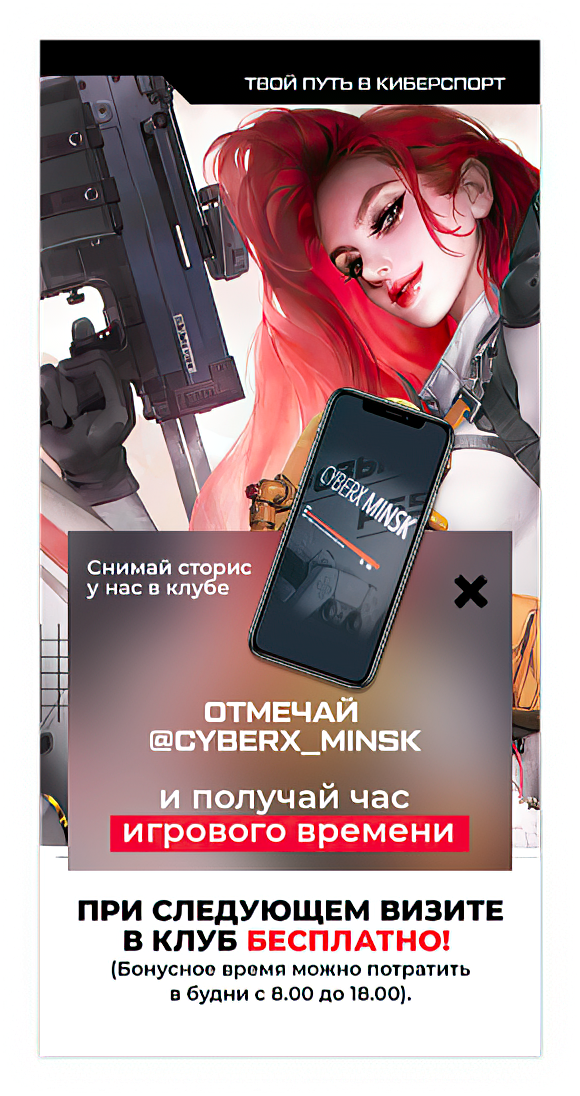 ТВОЙ ПУТЬ В КИБЕРСПОРТ
CYBERX MINSK
Снимай сторис
у нас в клубе
ОТМЕЧАЙ
@CYBERX_MINSK
и получай час
игрового времени
ПРИ СЛЕДУЮЩЕМ ВИЗИТЕ
В КЛУБ БЕСПЛАТНО!
(Бонусное время можно потратить
в будни с 8.00 до 18.00).